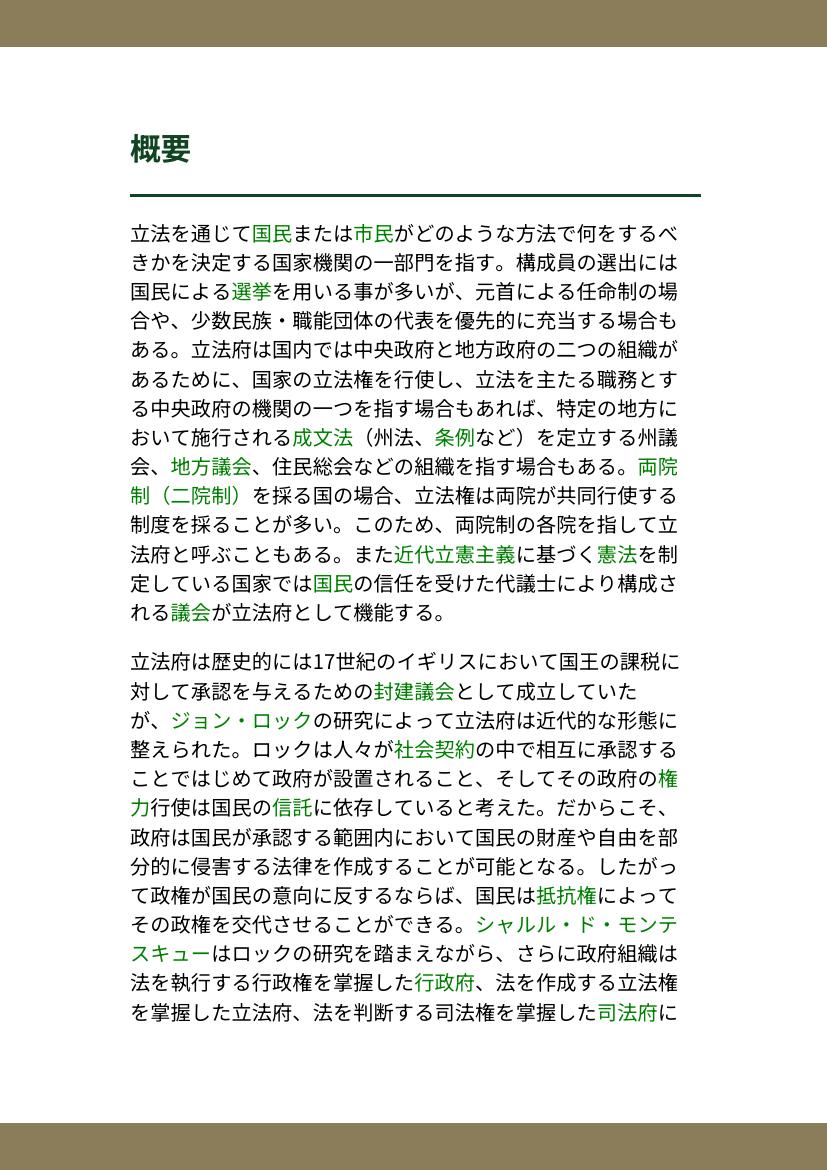 概要
立法を通じて国民または市民がどのような方法で何をするべ
きかを決定する国家機関の一部門を指す。構成員の選出には
国民による選挙を用いる事が多いが、元首による任命制の場
合や、少数民族・職能団体の代表を優先的に充当する場合も
ある。立法府は国内では中央政府と地方政府の二つの組織が
あるために、国家の立法権を行使し、立法を主たる職務とす
る中央政府の機関の一つを指す場合もあれば、特定の地方に
おいて施行される成文法（州法、条例など）を定立する州議
会、地方議会、住民総会などの組織を指す場合もある。両院
制（二院制）を採る国の場合、立法権は両院が共同行使する
制度を採ることが多い。このため、両院制の各院を指して立
法府と呼ぶこともある。また近代立憲主義に基づく憲法を制
定している国家では国民の信任を受けた代議士により構成さ
れる議会が立法府として機能する。
立法府は歴史的には17世紀のイギリスにおいて国王の課税に
対して承認を与えるための封建議会として成立していた
が、ジョン・ロックの研究によって立法府は近代的な形態に
整えられた。ロックは人々が社会契約の中で相互に承認する
ことではじめて政府が設置されること、そしてその政府の権
力行使は国民の信託に依存していると考えた。だからこそ、
政府は国民が承認する範囲内において国民の財産や自由を部
分的に侵害する法律を作成することが可能となる。したがっ
て政権が国民の意向に反するならば、国民は抵抗権によって
その政権を交代させることができる。シャルル・ド・モンテ
スキューはロックの研究を踏まえながら、さらに政府組織は
法を執行する行政権を掌握した行政府、法を作成する立法権
を掌握した立法府、法を判断する司法権を掌握した司法府に